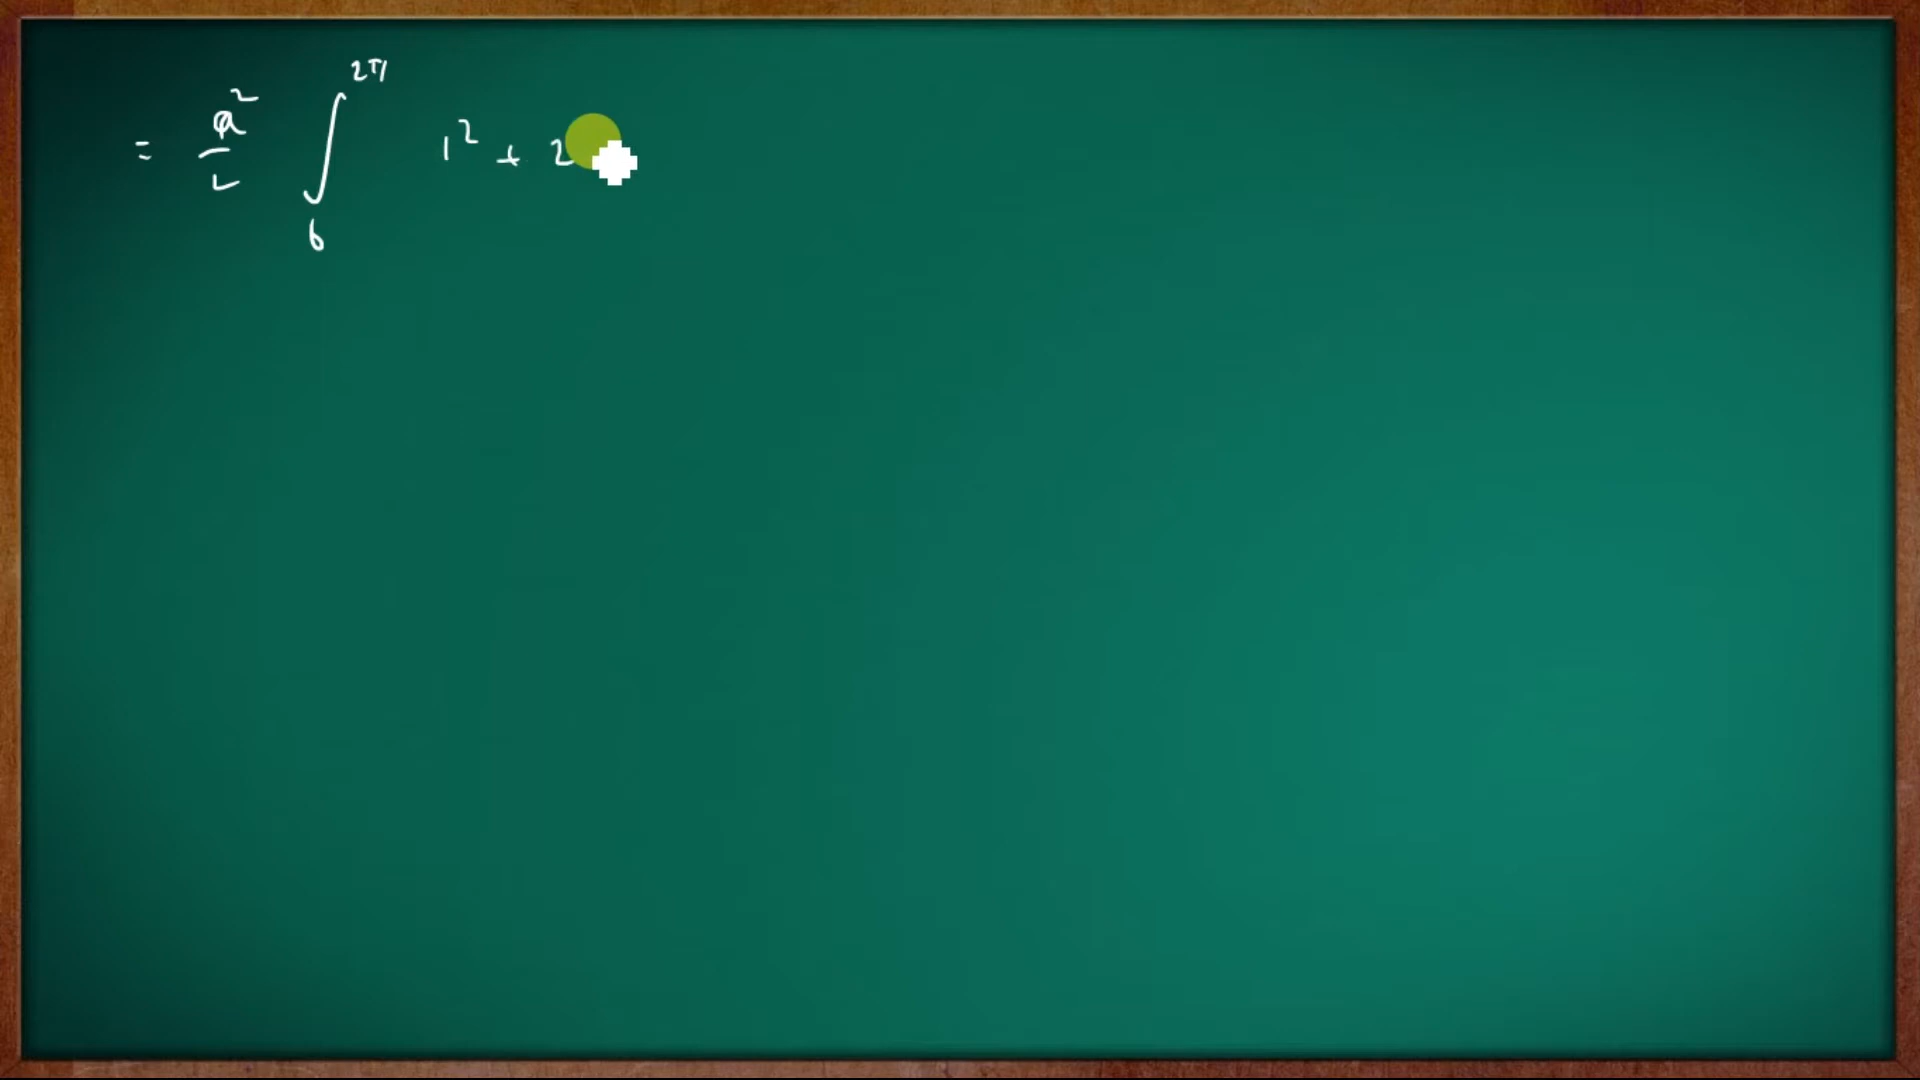 = a²/2 ∫₀^2π 1² + 2